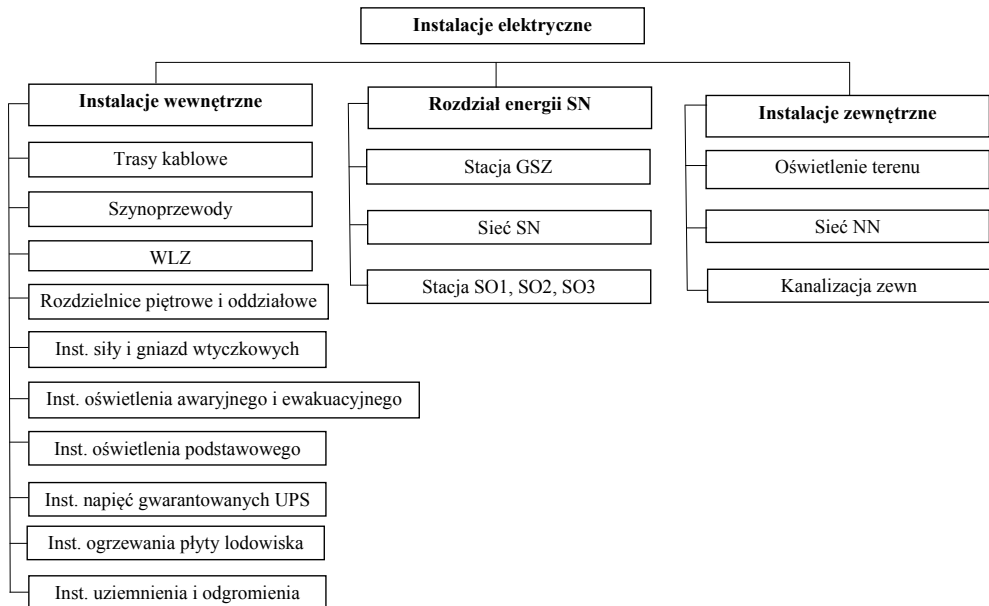 Instalacje elektryczne
Instalacje wewnętrzne
Trasy kablowe
Szynoprzewody
WLZ
Rozdzielnice piętrowe i oddziałowe
Inst. siły i gniazd wtyczkowych
Inst. oświetlenia awaryjnego i ewakuacyjnego
Inst. oświetlenia podstawowego
Inst. napięć gwarantowanych UPS
Inst. ogrzewania płyty lodowiska
Inst. uziemnienia i odgromienia
Rozdział energii SN
Stacja GSZ
Sieć SN
Stacja SO1, SO2, SO3
Instalacje zewnętrzne
Oświetlenie terenu
Sieć NN
Kanalizacja zewn